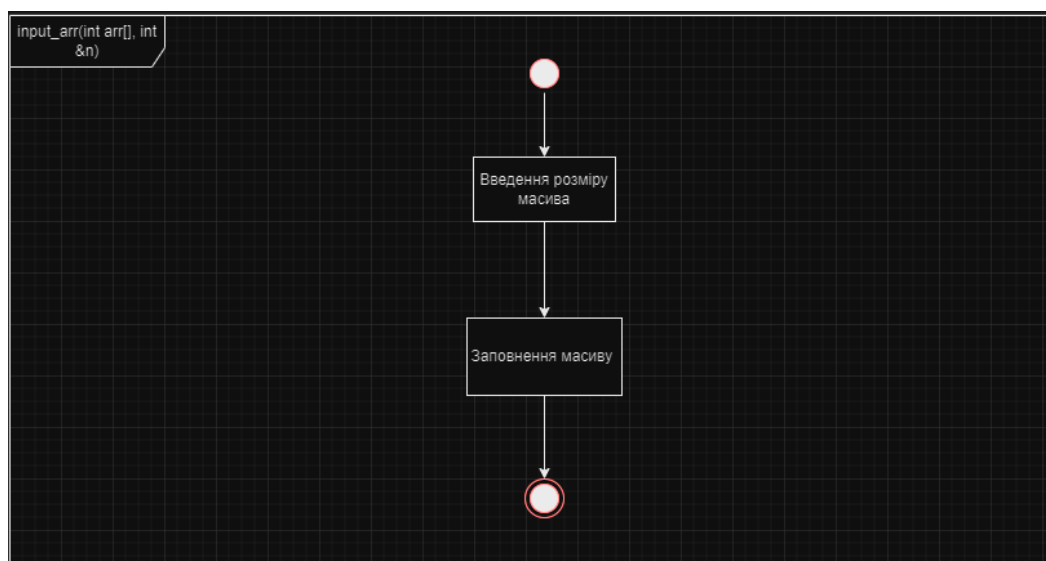 input_arr(int arr[], int
&n)
Введення розміру
масива
Заповнення масиву